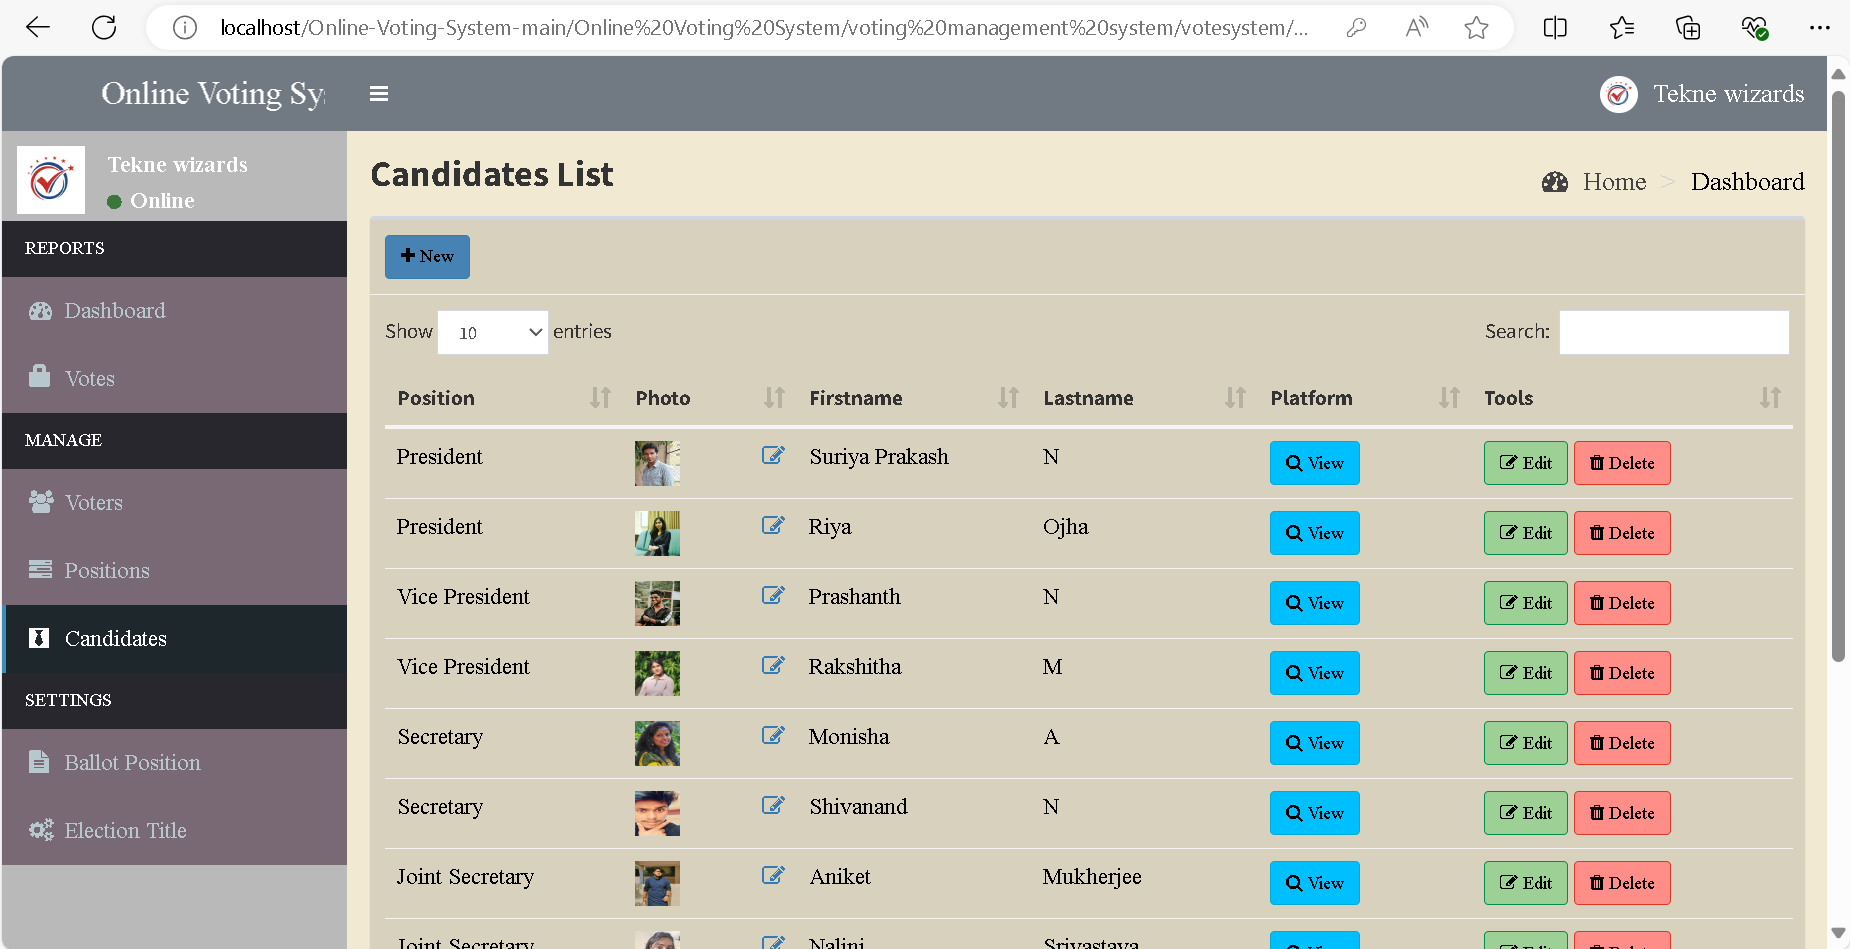 localhost/Online-Voting-System-main/Online%20Voting%20System/voting%20management%20system/votesystem/...
Online Voting Sy
Tekne wizards
Tekne wizards
Online
Candidates List
Home > Dashboard
REPORTS
New
Dashboard
Show 10 entries
Search:
Votes
Position Photo Firstname Lastname Platform Tools
MANAGE
President Suriya Prakash N View Edit Delete
Voters
President Riya Ojha View Edit Delete
Positions
Vice President Prashanth N View Edit Delete
Candidates
Vice President Rakshitha M View Edit Delete
SETTINGS
Secretary Monisha A View Edit Delete
Ballot Position
Secretary Shivanand N View Edit Delete
Election Title
Joint Secretary Aniket Mukherjee View Edit Delete
Joint Secretary Nalini Srivastava View Edit Delete